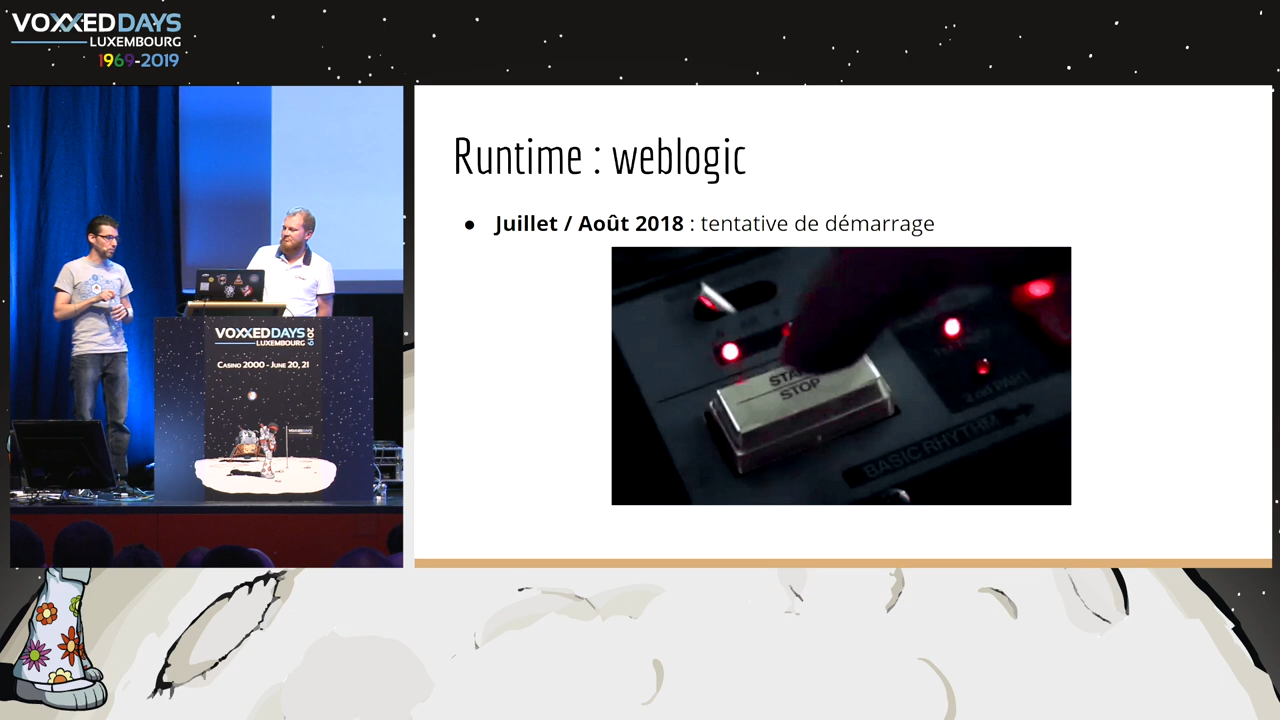 VOXXEDDAYS
LUXEMBOURG
1969-2019
Runtime : weblogic
● Juillet / Août 2018 : tentative de démarrage
STOP
BASIC RHYTHM
VOXXEDDAYS
LUXEMBOURG
2019
CASINO 2000 - JUNE 20, 21